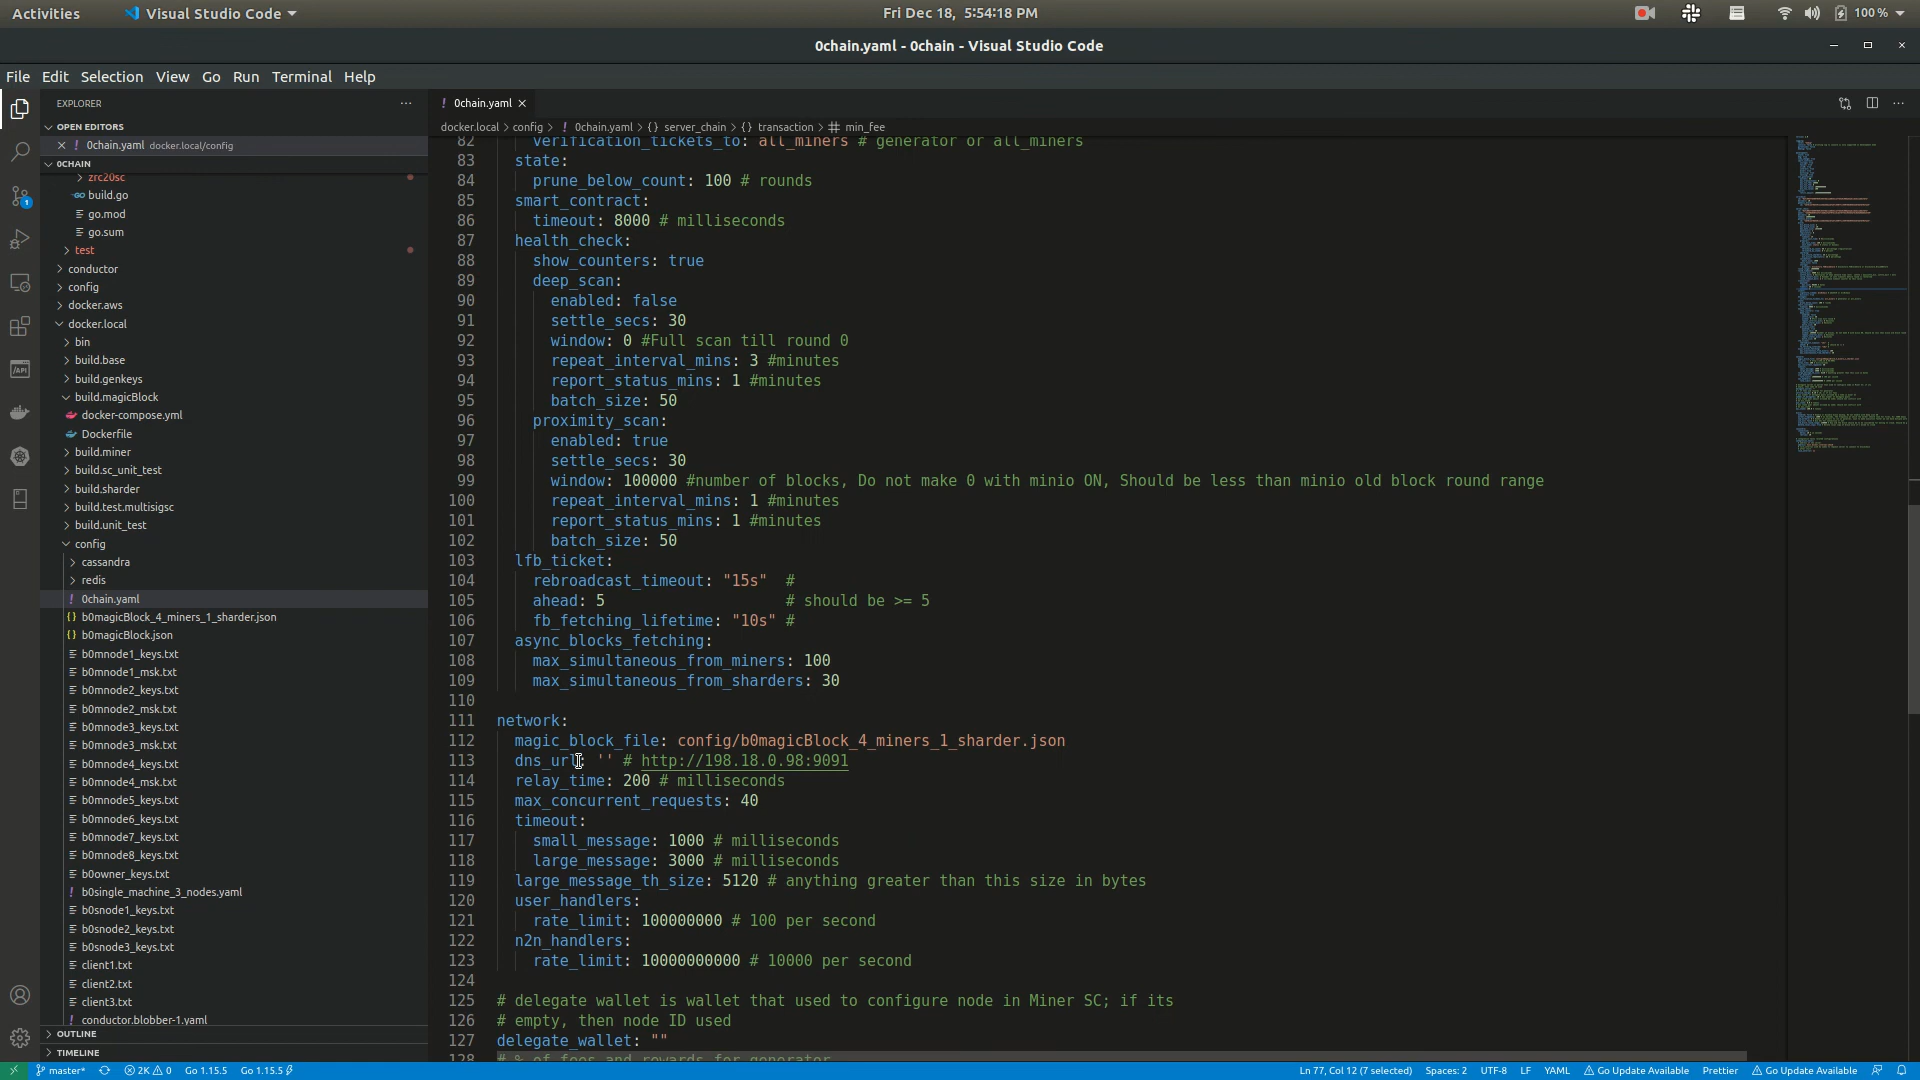 Activities
Visual Studio Code
Fri Dec 18, 5:54:18 PM
100 %
0chain.yaml - 0chain - Visual Studio Code
File Edit Selection View Go Run Terminal Help
EXPLORER
OPEN EDITORS
0chain.yaml docker.local/config
0CHAIN
zrc20sc
build.go
go.mod
go.sum
test
conductor
config
docker.aws
docker.local
bin
build.base
build.genkeys
build.magicBlock
docker-compose.yml
Dockerfile
build.miner
build.sc_unit_test
build.sharder
build.test.multisigsc
build.unit_test
config
cassandra
redis
0chain.yaml
b0magicBlock_4_miners_1_sharder.json
b0magicBlock.json
b0mnode1_keys.txt
b0mnode1_msk.txt
b0mnode2_keys.txt
b0mnode2_msk.txt
b0mnode3_keys.txt
b0mnode3_msk.txt
b0mnode4_keys.txt
b0mnode4_msk.txt
b0mnode5_keys.txt
b0mnode6_keys.txt
b0mnode7_keys.txt
b0mnode8_keys.txt
b0owner_keys.txt
b0single_machine_3_nodes.yaml
b0snode1_keys.txt
b0snode2_keys.txt
b0snode3_keys.txt
client1.txt
client2.txt
client3.txt
conductor.blobber-1.yaml
OUTLINE
TIMELINE
0chain.yaml
docker.local > config > 0chain.yaml > {} server_chain > {} transaction > # min_fee
82 verification_tickets_to: all_miners # generator or all_miners
83 state:
84 prune_below_count: 100 # rounds
85 smart_contract:
86 timeout: 8000 # milliseconds
87 health_check:
88 show_counters: true
89 deep_scan:
90 enabled: false
91 settle_secs: 30
92 window: 0 #Full scan till round 0
93 repeat_interval_mins: 3 #minutes
94 report_status_mins: 1 #minutes
95 batch_size: 50
96 proximity_scan:
97 enabled: true
98 settle_secs: 30
99 window: 100000 #number of blocks, Do not make 0 with minio ON, Should be less than minio old block round range
100 repeat_interval_mins: 1 #minutes
101 report_status_mins: 1 #minutes
102 batch_size: 50
103 lfb_ticket:
104 rebroadcast_timeout: "15s" #
105 ahead: 5 # should be >= 5
106 fb_fetching_lifetime: "10s" #
107 async_blocks_fetching:
108 max_simultaneous_from_miners: 100
109 max_simultaneous_from_sharders: 30
110
111 network:
112 magic_block_file: config/b0magicBlock_4_miners_1_sharder.json
113 dns_url: '' # http://198.18.0.98:9091
114 relay_time: 200 # milliseconds
115 max_concurrent_requests: 40
116 timeout:
117 small_message: 1000 # milliseconds
118 large_message: 3000 # milliseconds
119 large_message_th_size: 5120 # anything greater than this size in bytes
120 user_handlers:
121 rate_limit: 100000000 # 100 per second
122 n2n_handlers:
123 rate_limit: 10000000000 # 10000 per second
124
125 # delegate wallet is wallet that used to configure node in Miner SC; if its
126 # empty, then node ID used
127 delegate_wallet: ""
128 # % of fees and rewards for generator
master* 2K 0 Go 1.15.5 Go 1.15.5
Ln 77, Col 12 (7 selected) Spaces: 2 UTF-8 LF YAML Go Update Available Prettier Go Update Available